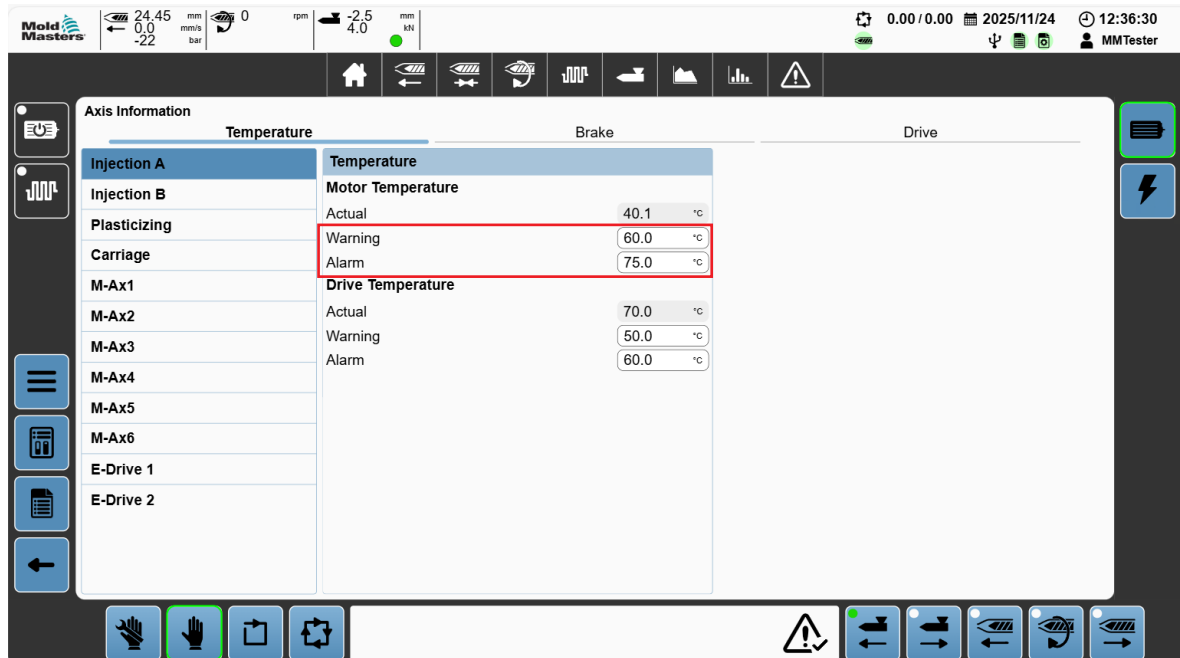 Mold
Masters
24.45 mm
0.0 mm/s
-22 bar
0 rpm
-2.5 mm
4.0 kN
0.00 / 0.00 2025/11/24 12:36:30
MMTester
Axis Information
Temperature Brake Drive
Injection A
Injection B
Plasticizing
Carriage
M-Ax1
M-Ax2
M-Ax3
M-Ax4
M-Ax5
M-Ax6
E-Drive 1
E-Drive 2
Temperature
Motor Temperature
Actual 40.1 °C
Warning 60.0 °C
Alarm 75.0 °C
Drive Temperature
Actual 70.0 °C
Warning 50.0 °C
Alarm 60.0 °C